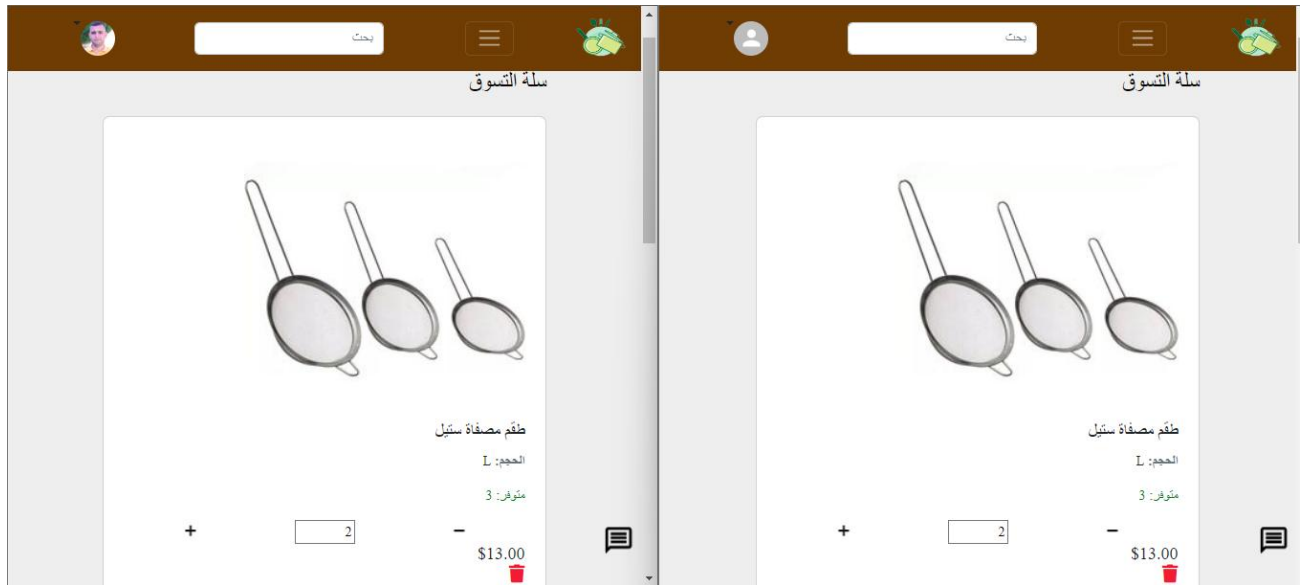 بحث
سلة التسوق
طقم مصفاة ستيل
الحجم: L
متوفر: 3
− 2 +
$13.00
بحث
سلة التسوق
طقم مصفاة ستيل
الحجم: L
متوفر: 3
− 2 +
$13.00